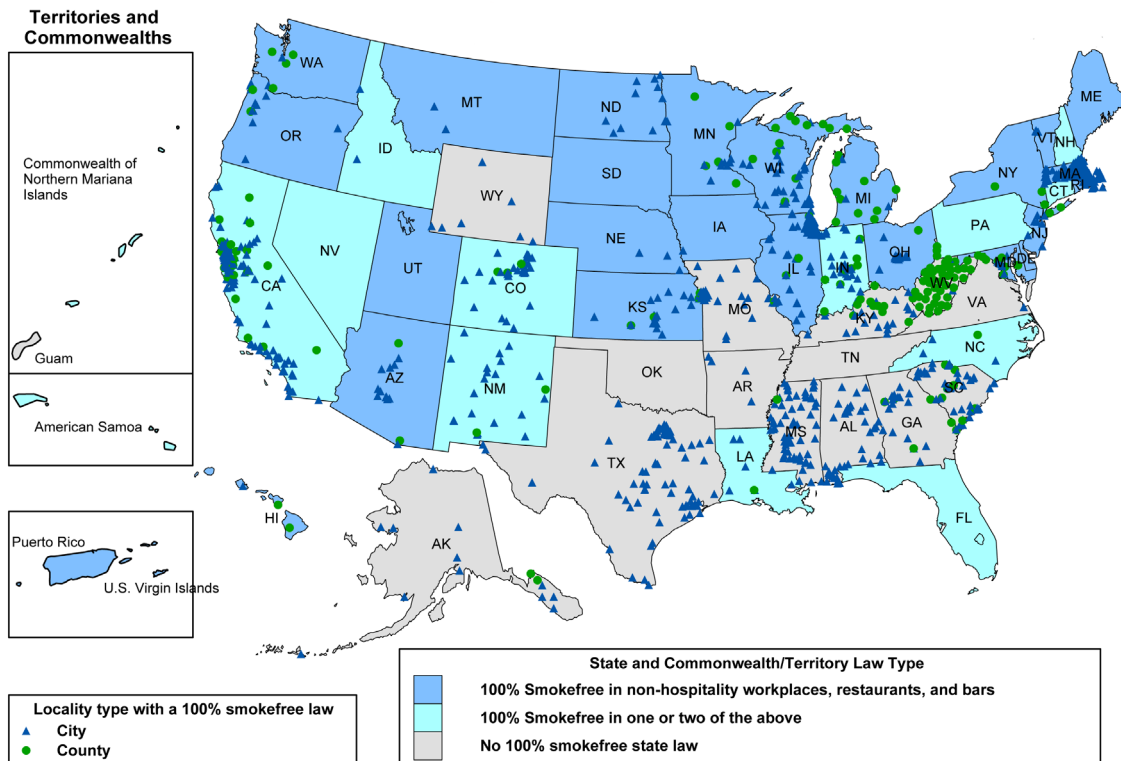 Territories and
Commonwealths
Commonwealth of
Northern Mariana
Islands
Guam
American Samoa
Puerto Rico
U.S. Virgin Islands
WA
MT
ND
MN
ME
OR
ID
SD
WI
VT
NH
NY
MA
WY
MI
CT
RI
NV
UT
NE
IA
PA
NJ
CA
CO
KS
IL
IN
OH
MD
DE
WV
MO
KY
VA
AZ
NM
OK
AR
TN
NC
SC
TX
MS
AL
GA
LA
FL
HI
AK
State and Commonwealth/Territory Law Type
100% Smokefree in non-hospitality workplaces, restaurants, and bars
100% Smokefree in one or two of the above
No 100% smokefree state law
Locality type with a 100% smokefree law
City
County